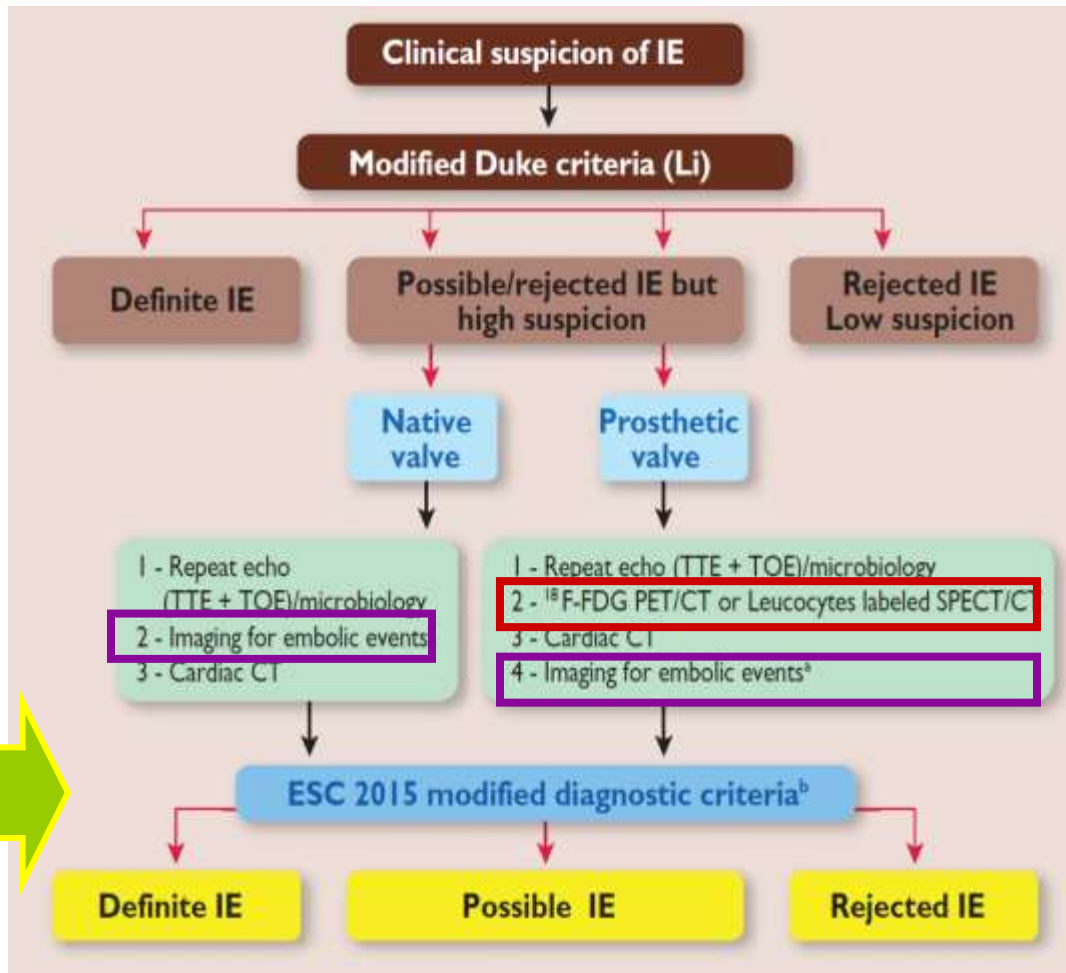 Clinical suspicion of IE
Modified Duke criteria (Li)
Definite IE
Possible/rejected IE but
high suspicion
Rejected IE
Low suspicion
Native
valve
Prosthetic
valve
1 - Repeat echo
(TTE + TOE)/microbiology
2 - Imaging for embolic events
3 - Cardiac CT
1 - Repeat echo (TTE + TOE)/microbiology
2 - ¹⁸F-FDG PET/CT or Leucocytes labeled SPECT/CT
3 - Cardiac CT
4 - Imaging for embolic eventsᵃ
ESC 2015 modified diagnostic criteriaᵇ
Definite IE
Possible IE
Rejected IE